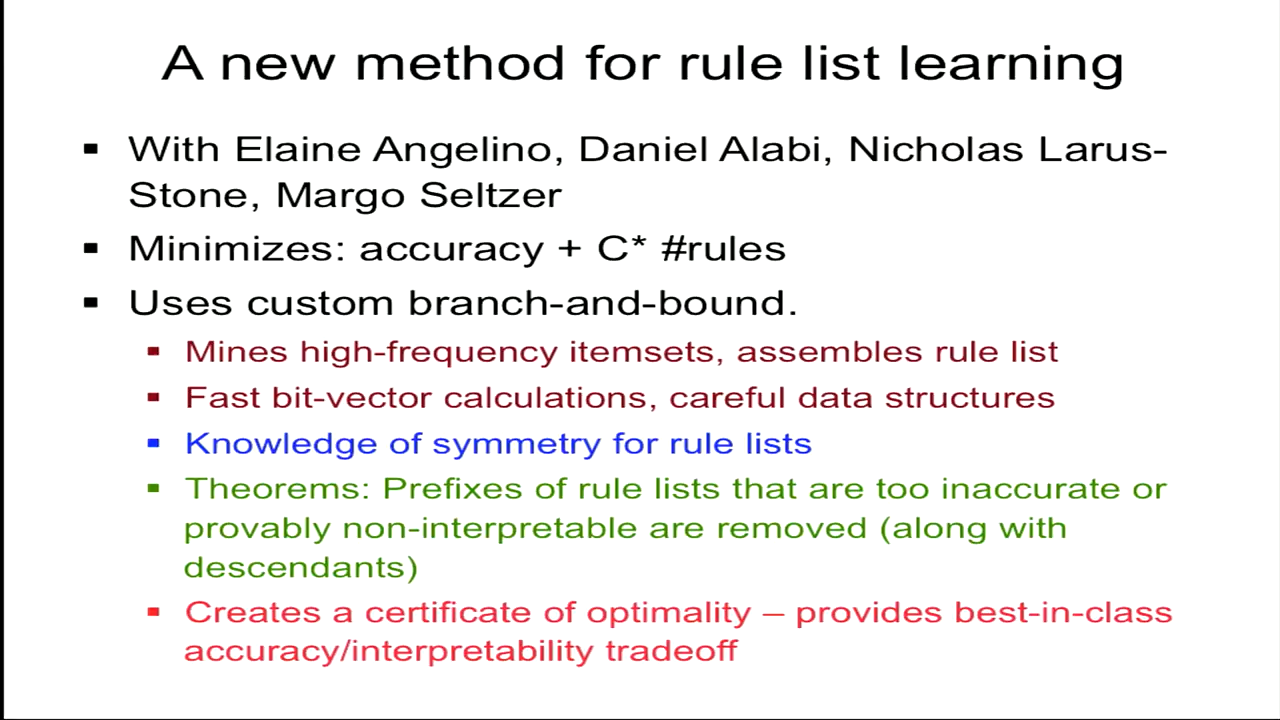 A new method for rule list learning
▪ With Elaine Angelino, Daniel Alabi, Nicholas Larus-
Stone, Margo Seltzer
▪ Minimizes: accuracy + C* #rules
▪ Uses custom branch-and-bound.
▪ Mines high-frequency itemsets, assembles rule list
▪ Fast bit-vector calculations, careful data structures
▪ Knowledge of symmetry for rule lists
▪ Theorems: Prefixes of rule lists that are too inaccurate or
provably non-interpretable are removed (along with
descendants)
▪ Creates a certificate of optimality – provides best-in-class
accuracy/interpretability tradeoff